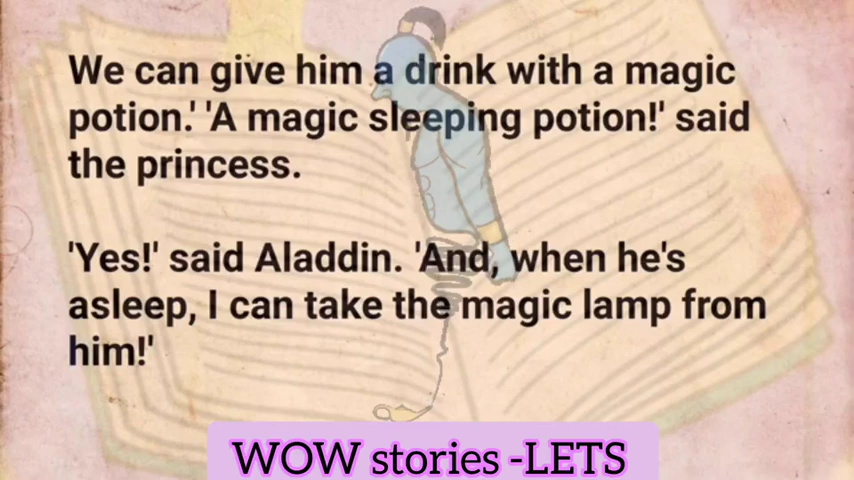 We can give him a drink with a magic
potion.' 'A magic sleeping potion!' said
the princess.
'Yes!' said Aladdin. 'And, when he's
asleep, I can take the magic lamp from
him!'
WOW stories -LETS